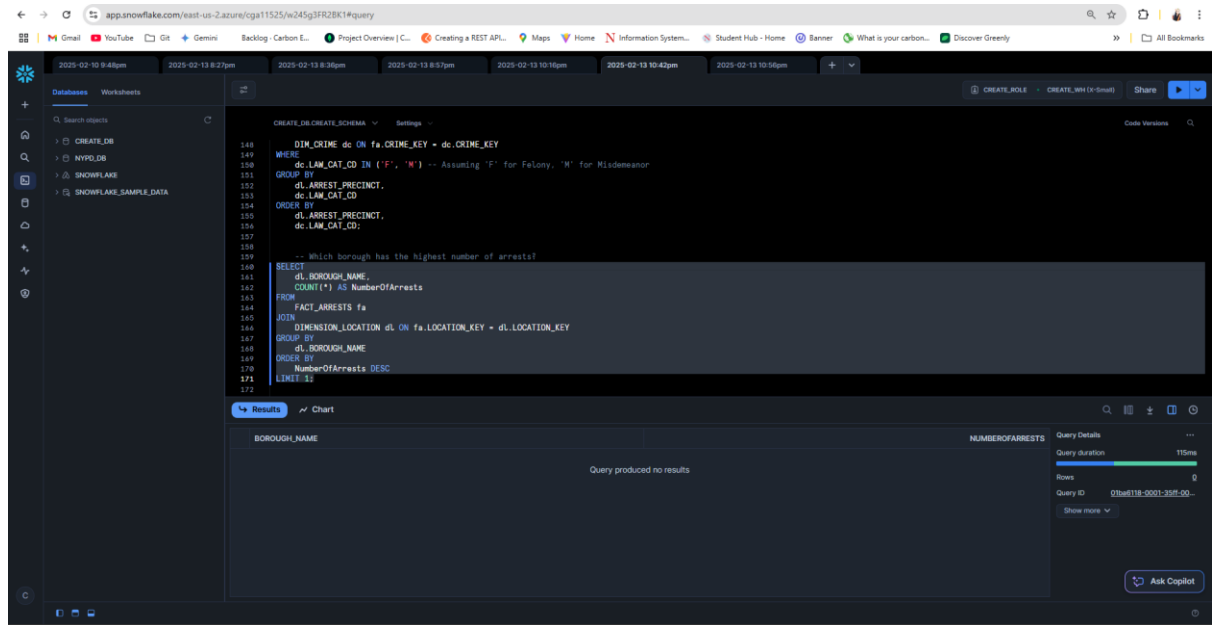 app.snowflake.com/east-us-2.azure/cga11525/w245g3FR2BK1#query
Gmail YouTube Git Gemini Backlog - Carbon E... Project Overview | C... Creating a REST API... Maps Home Information System... Student Hub - Home Banner What is your carbon... Discover Greenly » All Bookmarks
2025-02-10 9:48pm 2025-02-13 8:27pm 2025-02-13 8:36pm 2025-02-13 8:57pm 2025-02-13 10:16pm 2025-02-13 10:42pm 2025-02-13 10:56pm +
Databases Worksheets
CREATE_ROLE CREATE_WH (X-Small) Share
Search objects
CREATE_DB
NYPD_DB
SNOWFLAKE
SNOWFLAKE_SAMPLE_DATA
CREATE_DB.CREATE_SCHEMA Settings Code Versions
148 DIM_CRIME dc ON fa.CRIME_KEY = dc.CRIME_KEY
149 WHERE
150 dc.LAW_CAT_CD IN ('F', 'M') -- Assuming 'F' for Felony, 'M' for Misdemeanor
151 GROUP BY
152 dl.ARREST_PRECINCT,
153 dc.LAW_CAT_CD
154 ORDER BY
155 dl.ARREST_PRECINCT,
156 dc.LAW_CAT_CD;
157
158
159 -- Which borough has the highest number of arrests?
160 SELECT
161 dl.BOROUGH_NAME,
162 COUNT(*) AS NumberOfArrests
163 FROM
164 FACT_ARRESTS fa
165 JOIN
166 DIMENSION_LOCATION dl ON fa.LOCATION_KEY = dl.LOCATION_KEY
167 GROUP BY
168 dl.BOROUGH_NAME
169 ORDER BY
170 NumberOfArrests DESC
171 LIMIT 1;
172
Results Chart
BOROUGH_NAME NUMBEROFARRESTS
Query produced no results
Query Details ...
Query duration 115ms
Rows 0
Query ID 01ba6118-0001-35ff-00...
Show more
Ask Copilot
C